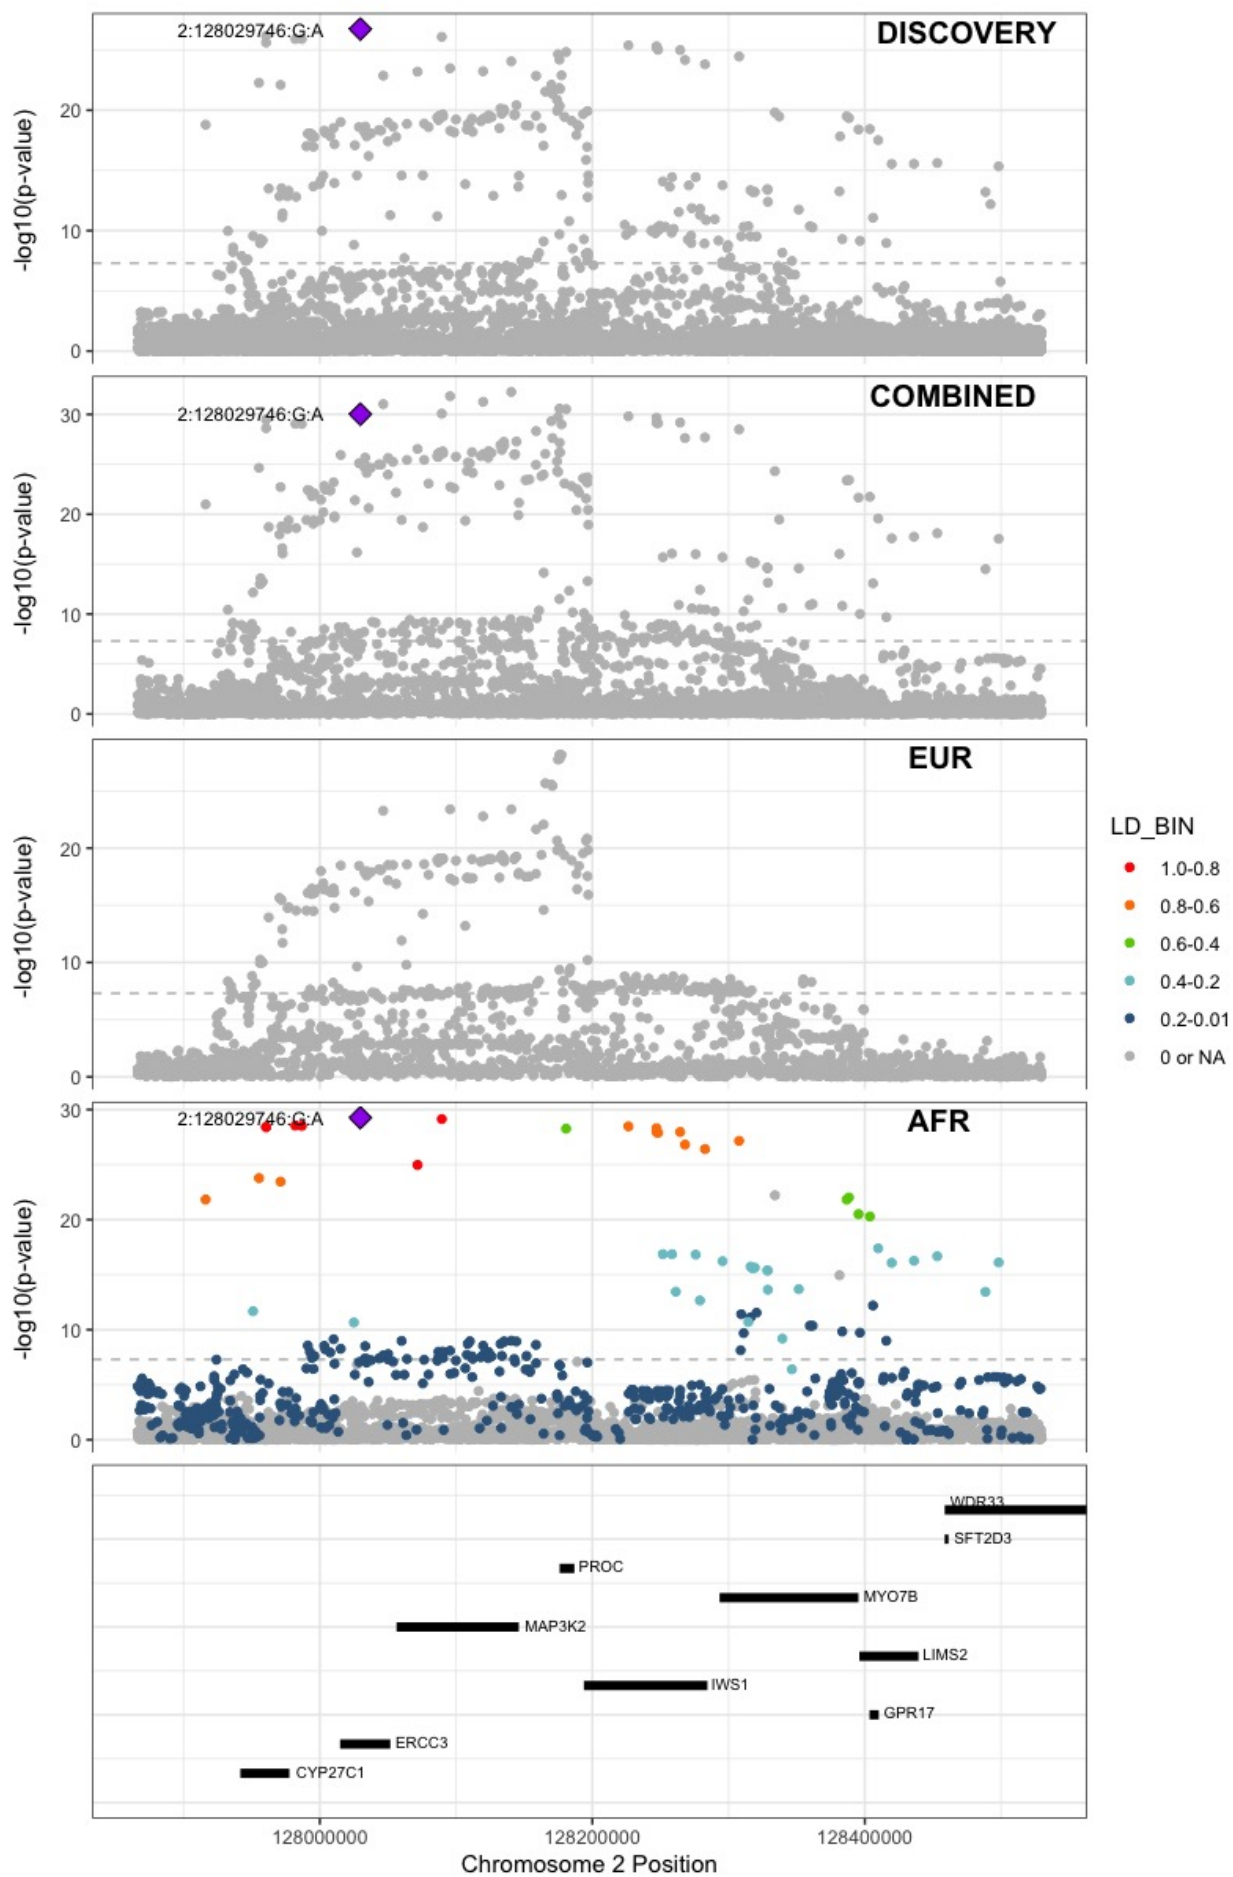 2:128029746:G:A
DISCOVERY
-log10(p-value)
20
10
0
2:128029746:G:A
COMBINED
-log10(p-value)
30
20
10
0
EUR
-log10(p-value)
20
10
0
2:128029746:G:A
AFR
-log10(p-value)
30
20
10
0
LD_BIN
1.0-0.8
0.8-0.6
0.6-0.4
0.4-0.2
0.2-0.01
0 or NA
WDR33
SFT2D3
PROC
MYO7B
MAP3K2
LIMS2
IWS1
GPR17
ERCC3
CYP27C1
128000000
128200000
128400000
Chromosome 2 Position